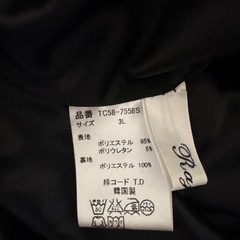 品番 TC58-7558S
サイズ 3L
表地
ポリエステル 95%
ポリウレタン 5%
裏地
ポリエステル 100%
絲コード T.D
韓国製